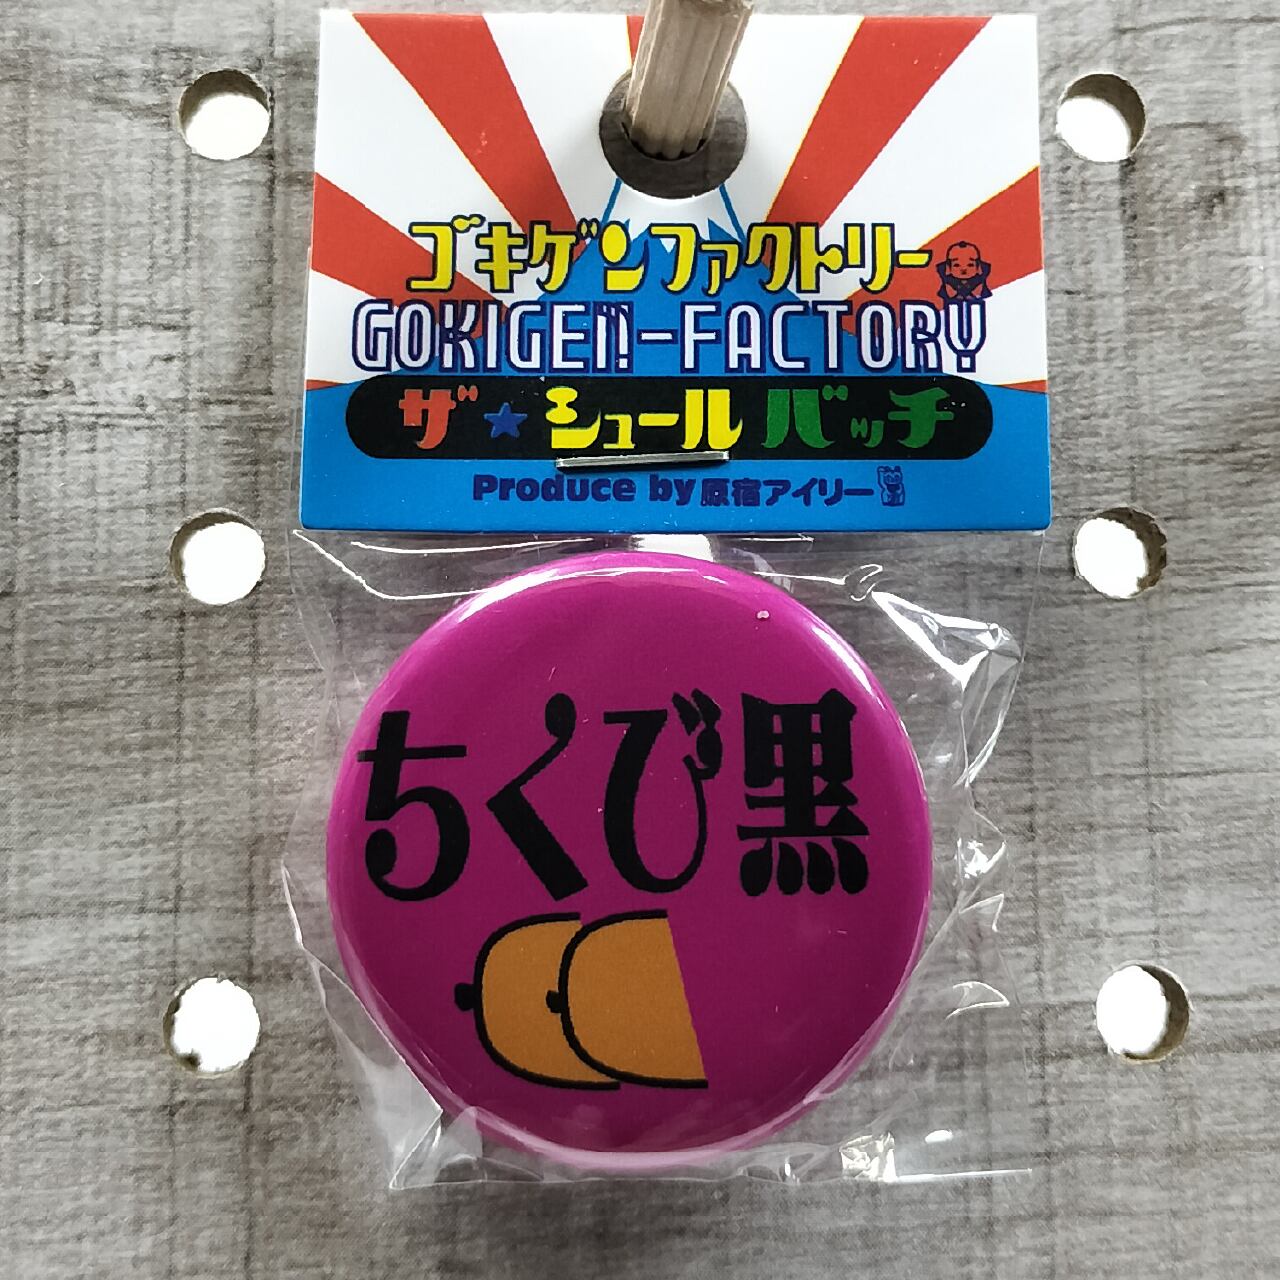 ゴキゲンファクトリー
GOKIGEN-FACTORY
ザ★シュールバッチ
Produce by 原宿アイリー
ちくび黒